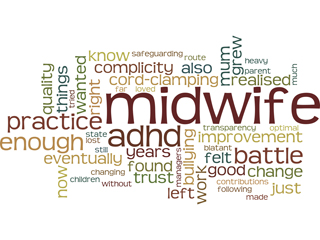 know safeguarding route mum grew heavy
quality things tried wanted right complicity also parent much
cord-clamping realised
far loved
midwife
practice
adhd transparency optimal
enough state lost still improvement
blatant
eventually years bullying felt battle
found managers good change
now children changing trust work contributions just
without left following made